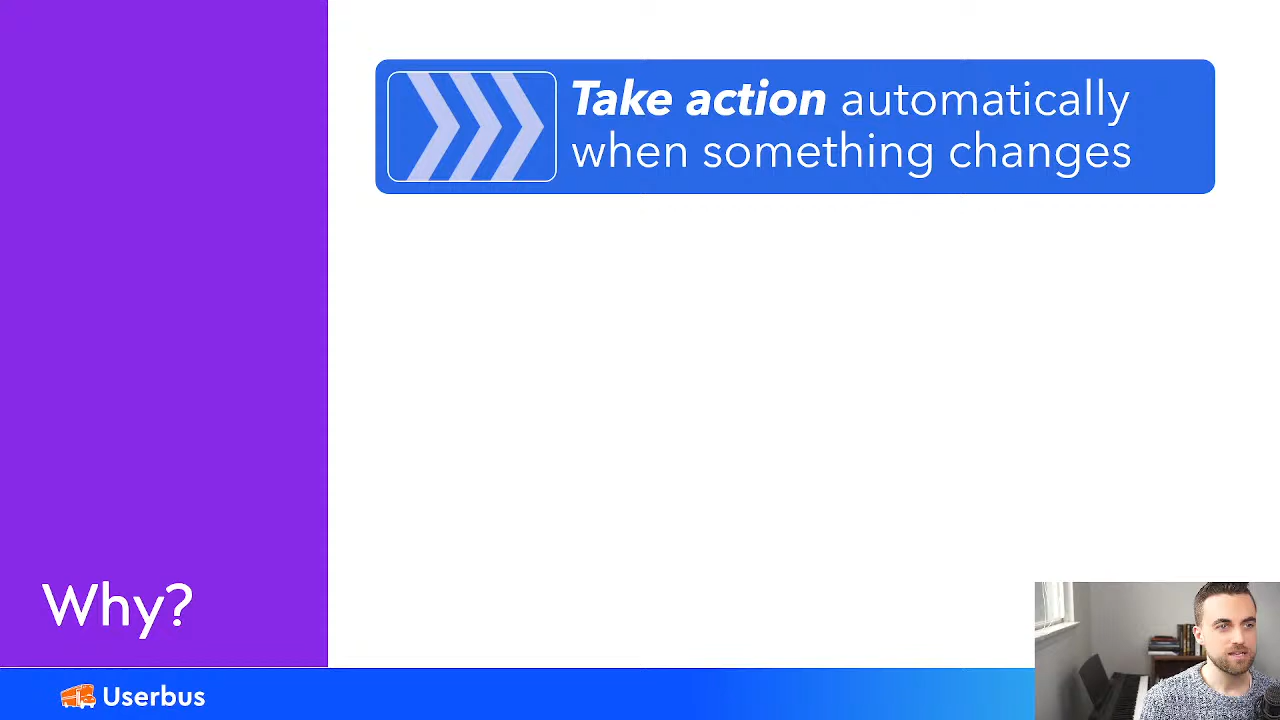 Take action automatically
when something changes
Why?
Userbus